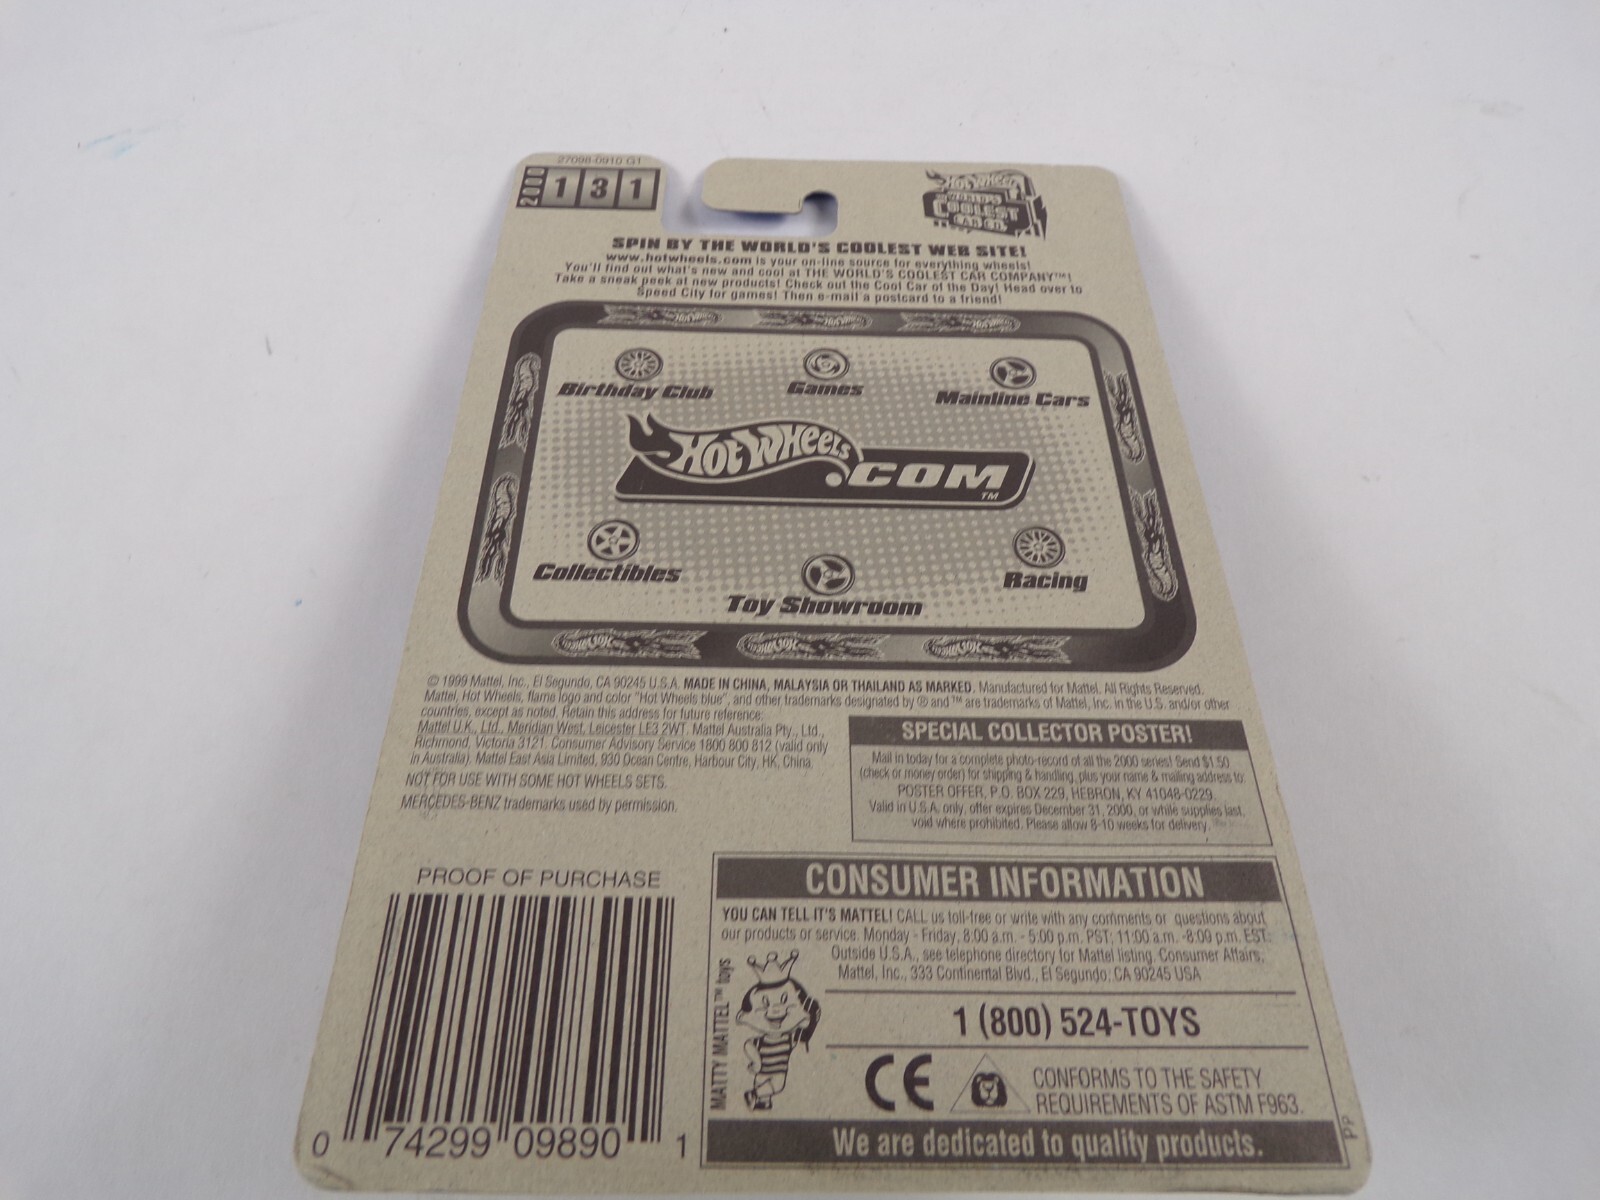 27098-0910 G1
2000 1 3 1
HOT WHEELS
WORLD'S
COOLEST
CAR CO.
SPIN BY THE WORLD'S COOLEST WEB SITE!
www.hotwheels.com is your on-line source for everything wheels!
You'll find out what's new and cool at THE WORLD'S COOLEST CAR COMPANY™!
Take a sneak peek at new products! Check out the Cool Car of the Day! Head over to
Speed City for games! Then e-mail a postcard to a friend!
Birthday Club
Games
Mainline Cars
HOT WHEELS.COM™
Collectibles
Toy Showroom
Racing
© 1999 Mattel, Inc., El Segundo, CA 90245 U.S.A. MADE IN CHINA, MALAYSIA OR THAILAND AS MARKED. Manufactured for Mattel. All Rights Reserved.
Mattel, Hot Wheels, flame logo and color "Hot Wheels blue", and other trademarks designated by ® and ™ are trademarks of Mattel, Inc. in the U.S. and/or other
countries, except as noted. Retain this address for future reference:
Mattel U.K., Ltd., Meridian West, Leicester LE3 2WT. Mattel Australia Pty., Ltd.,
Richmond, Victoria 3121. Consumer Advisory Service 1800 800 812 (valid only
in Australia). Mattel East Asia Limited, 930 Ocean Centre, Harbour City, HK, China.
NOT FOR USE WITH SOME HOT WHEELS SETS.
MERCEDES-BENZ trademarks used by permission.
SPECIAL COLLECTOR POSTER!
Mail in today for a complete photo-record of all the 2000 series! Send $1.50
(check or money order) for shipping & handling, plus your name & mailing address to:
POSTER OFFER, P.O. BOX 229, HEBRON, KY 41048-0229.
Valid in U.S.A. only, offer expires December 31, 2000, or while supplies last,
void where prohibited. Please allow 8-10 weeks for delivery.
PROOF OF PURCHASE
0 74299 09890 1
CONSUMER INFORMATION
YOU CAN TELL IT'S MATTEL! CALL us toll-free or write with any comments or questions about
our products or service. Monday - Friday, 8:00 a.m. - 5:00 p.m. PST; 11:00 a.m. -8:00 p.m. EST.
Outside U.S.A., see telephone directory for Mattel listing. Consumer Affairs,
Mattel, Inc., 333 Continental Blvd., El Segundo, CA 90245 USA
MATTY MATTEL™ toys
1 (800) 524-TOYS
CE
CONFORMS TO THE SAFETY
REQUIREMENTS OF ASTM F963.
We are dedicated to quality products.
PP